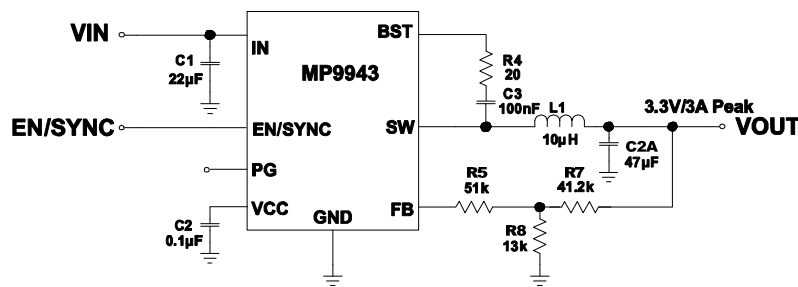 VIN
C1
22µF
IN
BST
MP9943
R4
20
C3
100nF
L1
10µH
3.3V/3A Peak
VOUT
EN/SYNC
EN/SYNC
SW
C2A
47µF
PG
R5
51k
R7
41.2k
VCC
C2
0.1µF
GND
FB
R8
13k